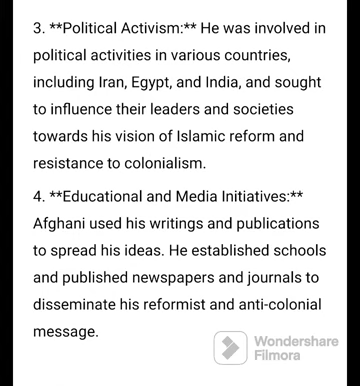 3. **Political Activism:** He was involved in
political activities in various countries,
including Iran, Egypt, and India, and sought
to influence their leaders and societies
towards his vision of Islamic reform and
resistance to colonialism.
4. **Educational and Media Initiatives:**
Afghani used his writings and publications
to spread his ideas. He established schools
and published newspapers and journals to
disseminate his reformist and anti-colonial
message.
Wondershare
Filmora